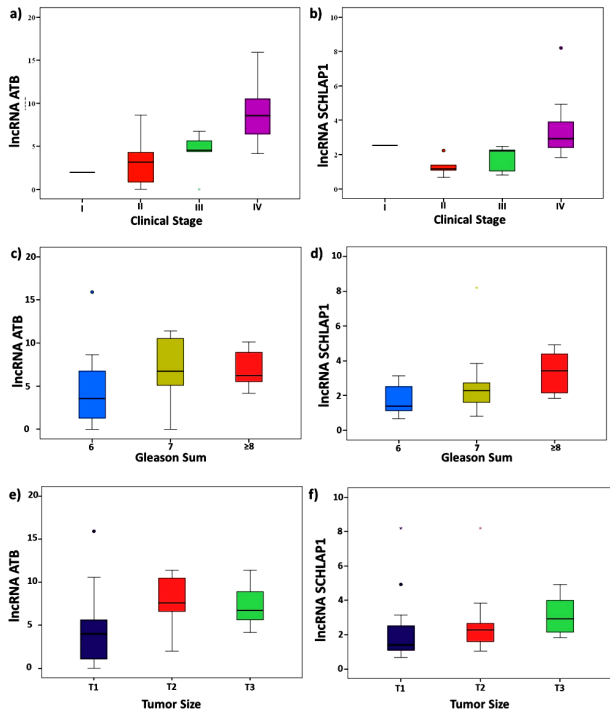 a)
lncRNA ATB
20
15
10
5
0
I
II
III
IV
Clinical Stage
b)
lncRNA SCHLAP1
10
8
6
4
2
0
I
II
III
IV
Clinical Stage
c)
lncRNA ATB
20
15
10
5
0
6
7
≥8
Gleason Sum
d)
lncRNA SCHLAP1
10
8
6
4
2
0
6
7
≥8
Gleason Sum
e)
lncRNA ATB
20
15
10
5
0
T1
T2
T3
Tumor Size
f)
lncRNA SCHLAP1
10
8
6
4
2
0
T1
T2
T3
Tumor Size